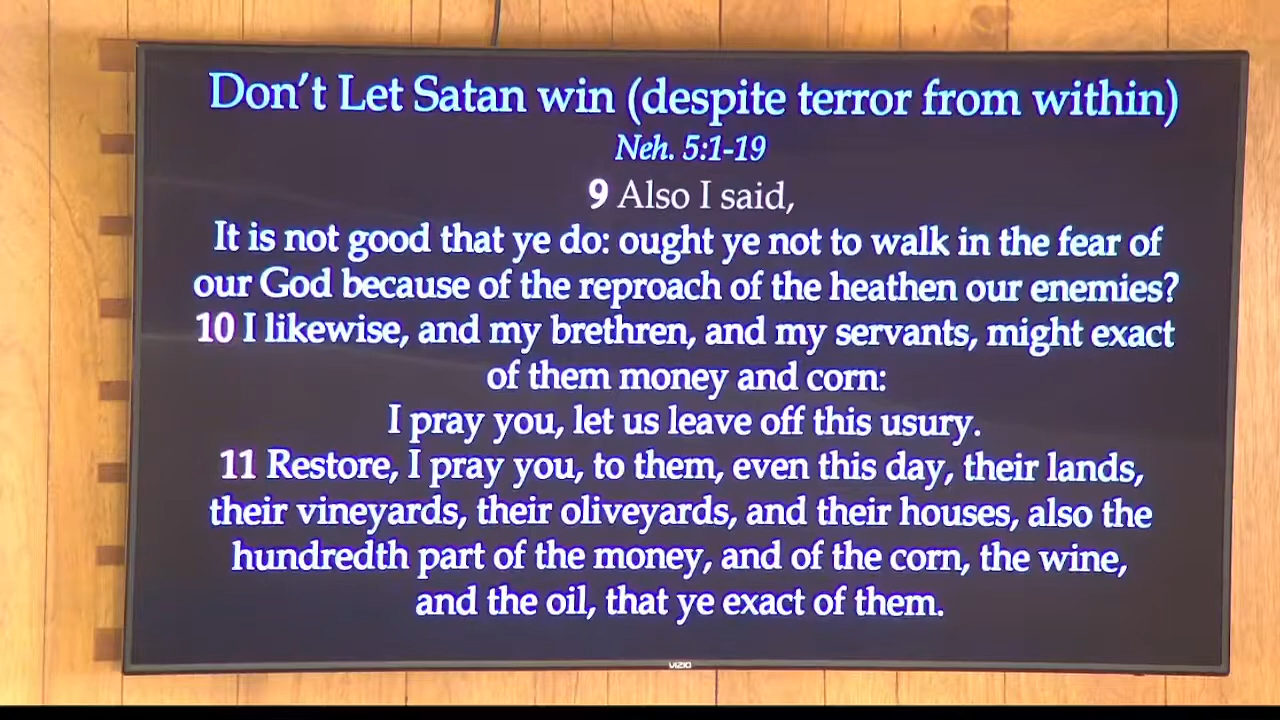 Don't Let Satan win (despite terror from within)
Neh. 5:1-19
9 Also I said,
It is not good that ye do: ought ye not to walk in the fear of
our God because of the reproach of the heathen our enemies?
10 I likewise, and my brethren, and my servants, might exact
of them money and corn:
I pray you, let us leave off this usury.
11 Restore, I pray you, to them, even this day, their lands,
their vineyards, their oliveyards, and their houses, also the
hundredth part of the money, and of the corn, the wine,
and the oil, that ye exact of them.
VIZIO